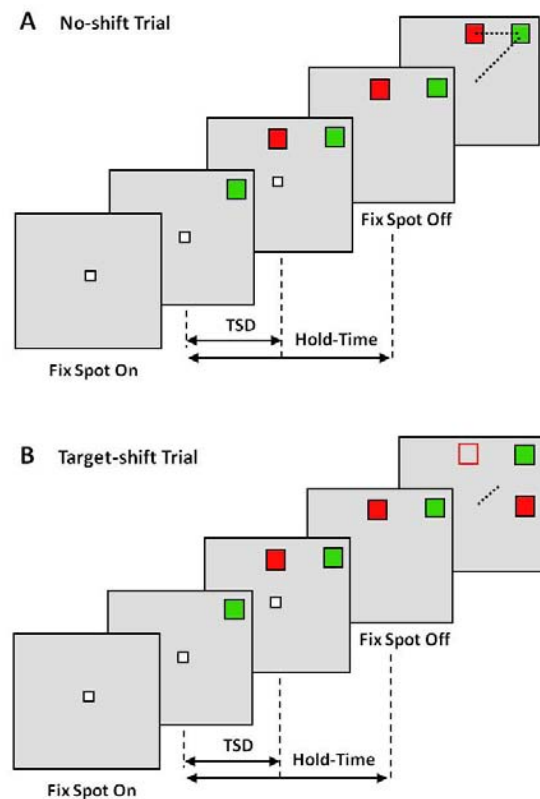 A No-shift Trial
Fix Spot Off
TSD
Hold-Time
Fix Spot On
B Target-shift Trial
Fix Spot Off
TSD
Hold-Time
Fix Spot On